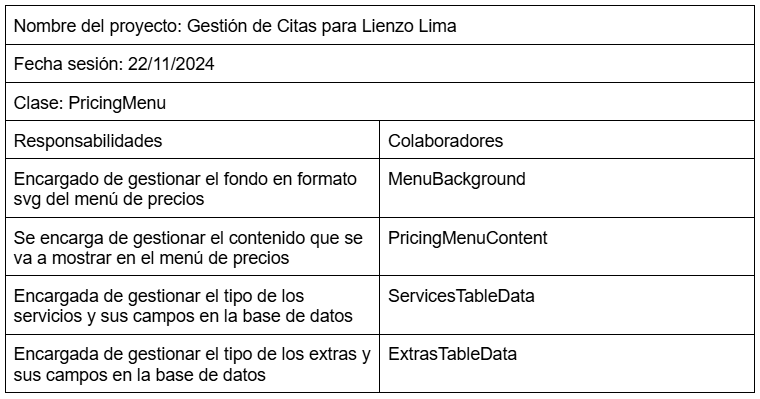 Nombre del proyecto: Gestión de Citas para Lienzo Lima
Fecha sesión: 22/11/2024
Clase: PricingMenu
Responsabilidades
Colaboradores
Encargado de gestionar el fondo en formato
svg del menú de precios
MenuBackground
Se encarga de gestionar el contenido que se
va a mostrar en el menú de precios
PricingMenuContent
Encargada de gestionar el tipo de los
servicios y sus campos en la base de datos
ServicesTableData
Encargada de gestionar el tipo de los extras y
sus campos en la base de datos
ExtrasTableData